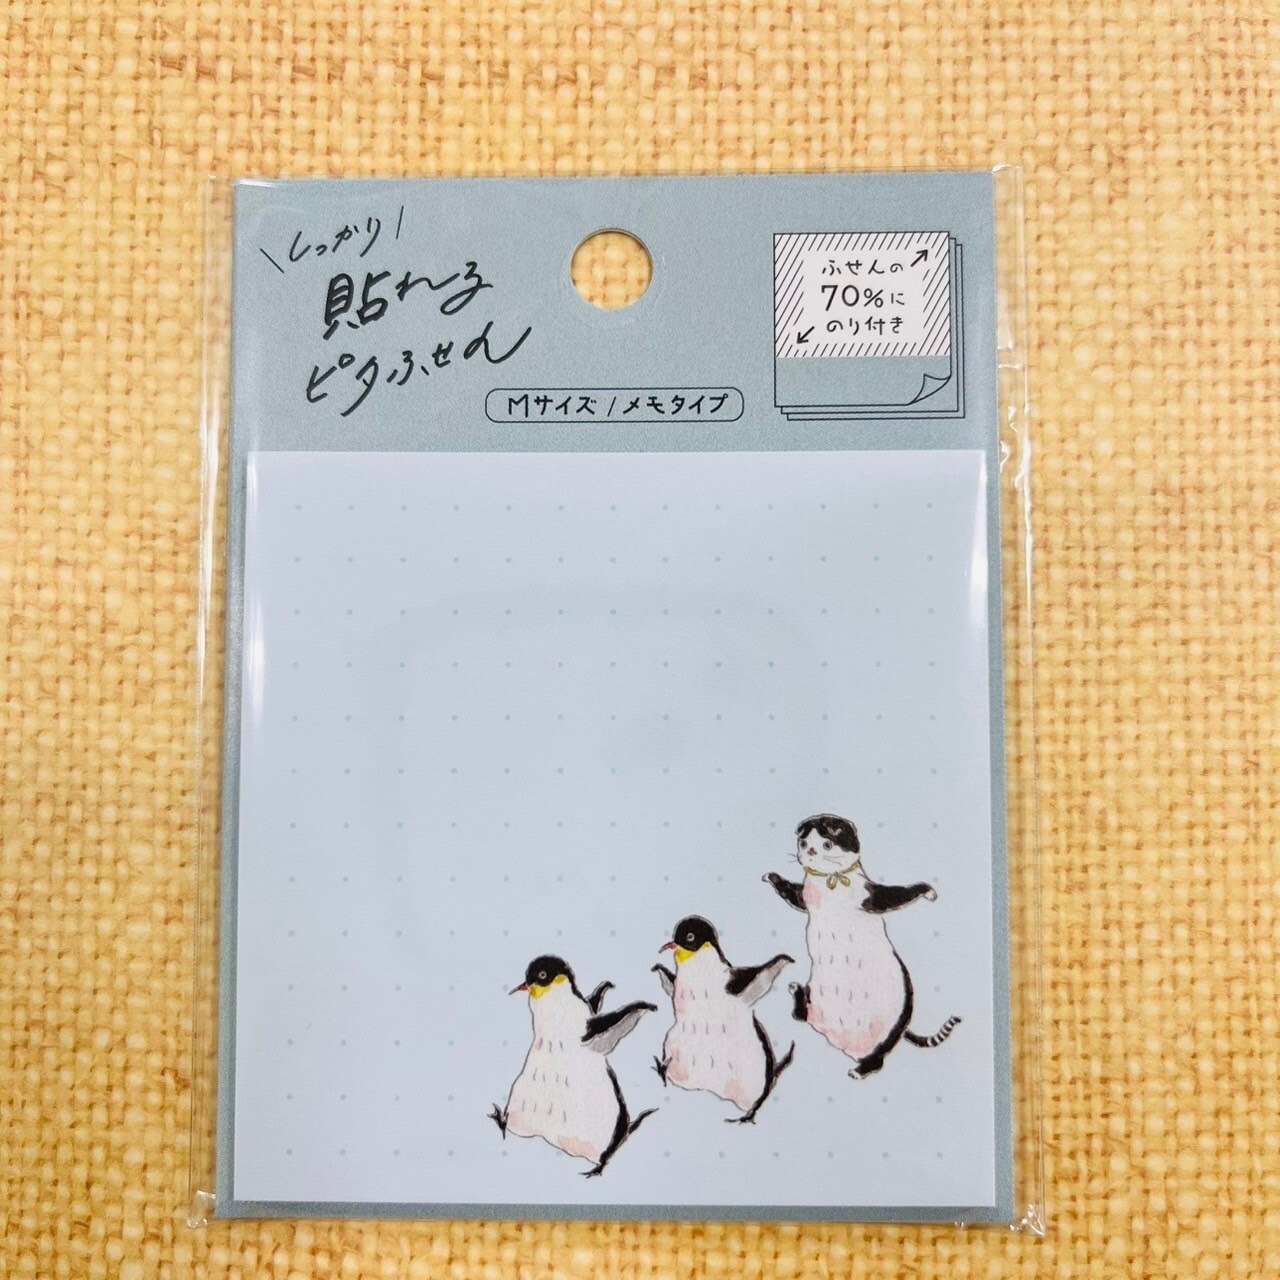 しっかり
貼れる
ピタふせん
Mサイズ / メモタイプ
ふせんの
70%に
のり付き